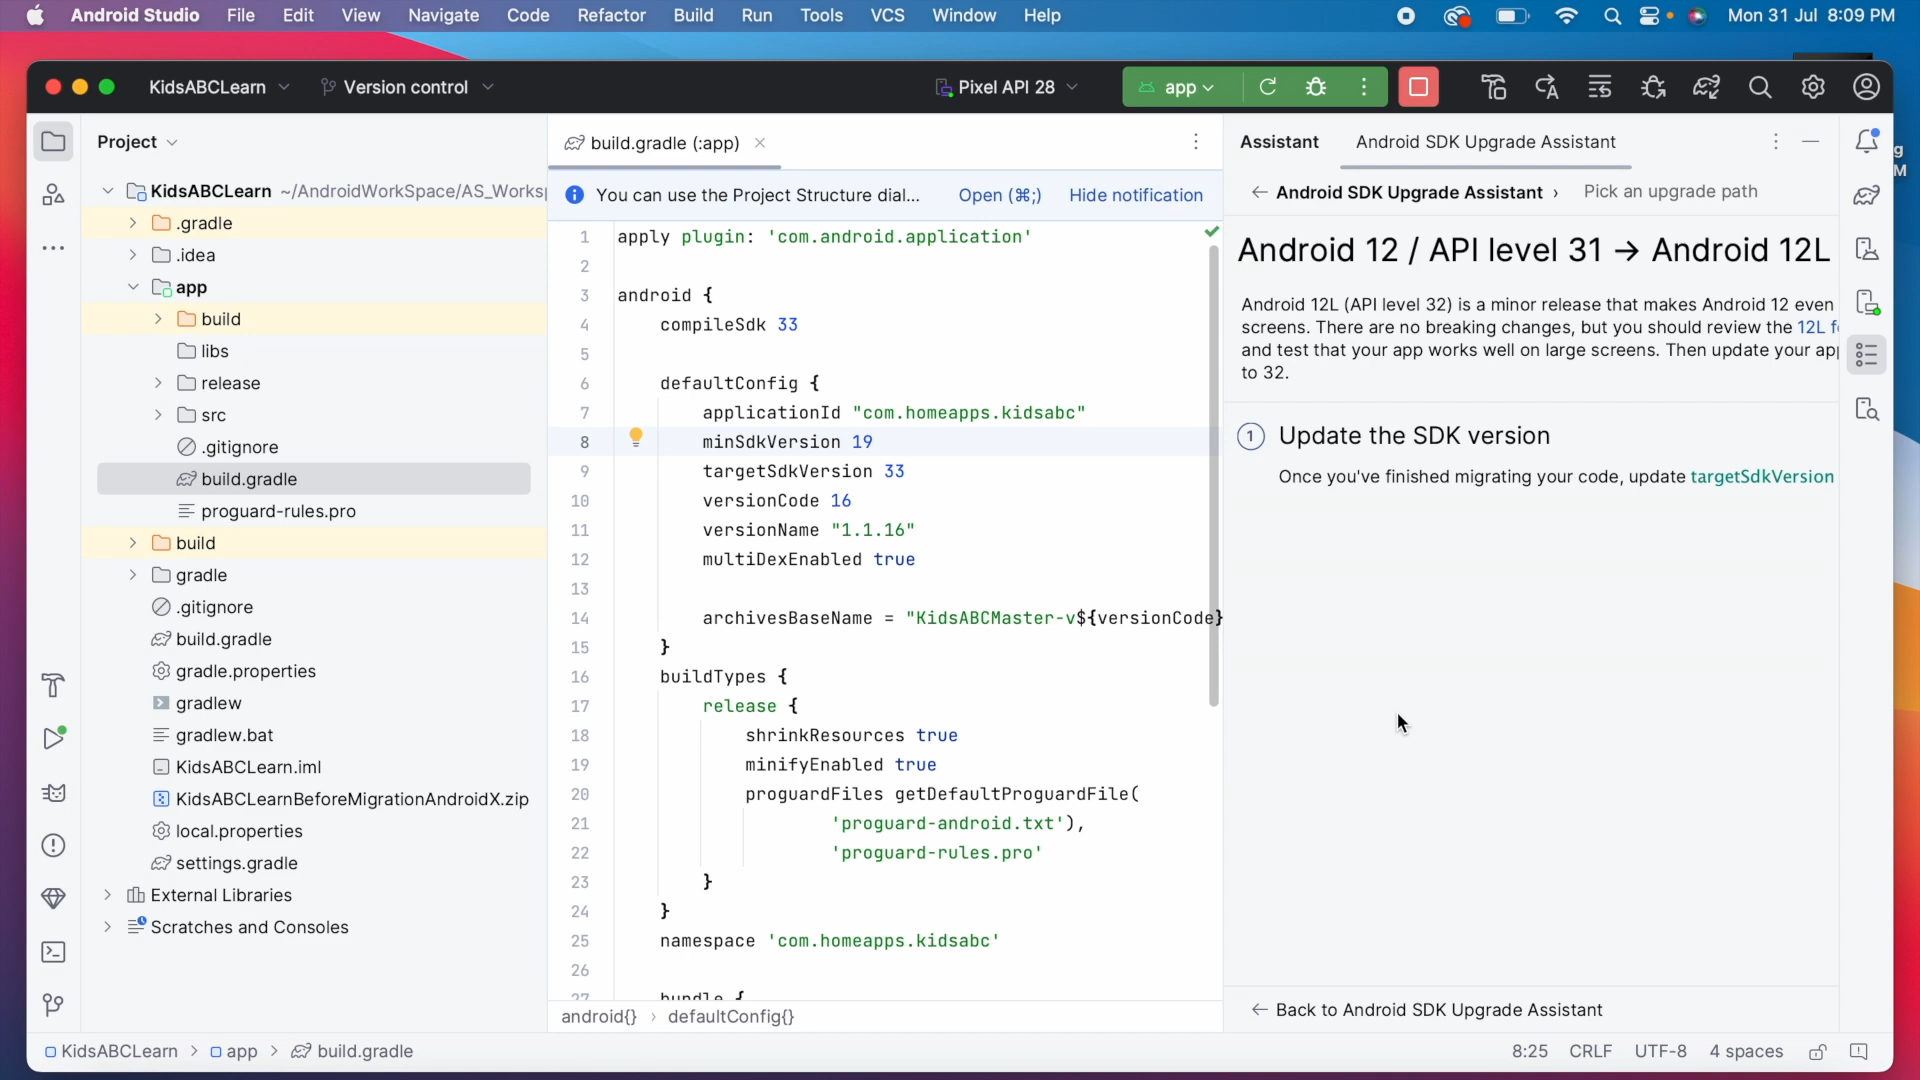 Android Studio File Edit View Navigate Code Refactor Build Run Tools VCS Window Help Mon 31 Jul 8:09 PM
KidsABCLearn Version control Pixel API 28 app
Project
KidsABCLearn ~/AndroidWorkSpace/AS_Worksp
.gradle
.idea
app
build
libs
release
src
.gitignore
build.gradle
proguard-rules.pro
build
gradle
.gitignore
build.gradle
gradle.properties
gradlew
gradlew.bat
KidsABCLearn.iml
KidsABCLearnBeforeMigrationAndroidX.zip
local.properties
settings.gradle
External Libraries
Scratches and Consoles
build.gradle (:app)
You can use the Project Structure dial... Open (⌘;) Hide notification
1 apply plugin: 'com.android.application'
2
3 android {
4 compileSdk 33
5
6 defaultConfig {
7 applicationId "com.homeapps.kidsabc"
8 minSdkVersion 19
9 targetSdkVersion 33
10 versionCode 16
11 versionName "1.1.16"
12 multiDexEnabled true
13
14 archivesBaseName = "KidsABCMaster-v${versionCode}
15 }
16 buildTypes {
17 release {
18 shrinkResources true
19 minifyEnabled true
20 proguardFiles getDefaultProguardFile(
21 'proguard-android.txt'),
22 'proguard-rules.pro'
23 }
24 }
25 namespace 'com.homeapps.kidsabc'
26
27 bundle {
android{} › defaultConfig{}
Assistant Android SDK Upgrade Assistant
← Android SDK Upgrade Assistant › Pick an upgrade path
Android 12 / API level 31 → Android 12L
Android 12L (API level 32) is a minor release that makes Android 12 even
screens. There are no breaking changes, but you should review the 12L
and test that your app works well on large screens. Then update your app
to 32.
1 Update the SDK version
Once you've finished migrating your code, update targetSdkVersion
← Back to Android SDK Upgrade Assistant
KidsABCLearn > app > build.gradle 8:25 CRLF UTF-8 4 spaces